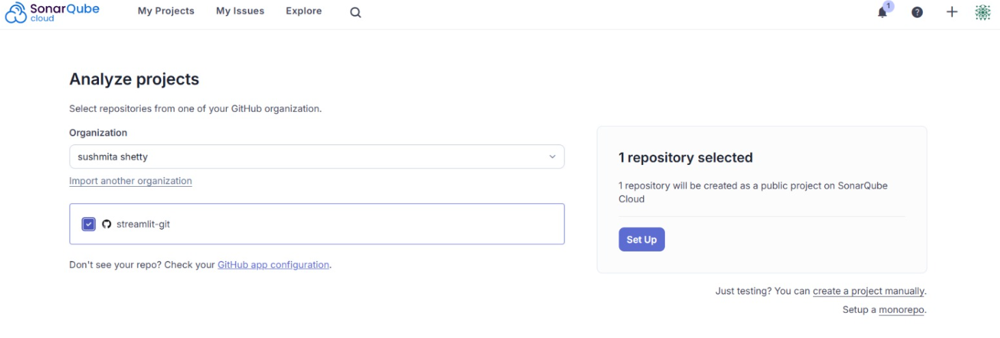 SonarQube cloud My Projects My Issues Explore 1 ?
Analyze projects
Select repositories from one of your GitHub organization.
Organization
sushmita shetty
Import another organization
streamlit-git
Don't see your repo? Check your GitHub app configuration.
1 repository selected
1 repository will be created as a public project on SonarQube
Cloud
Set Up
Just testing? You can create a project manually.
Setup a monorepo.